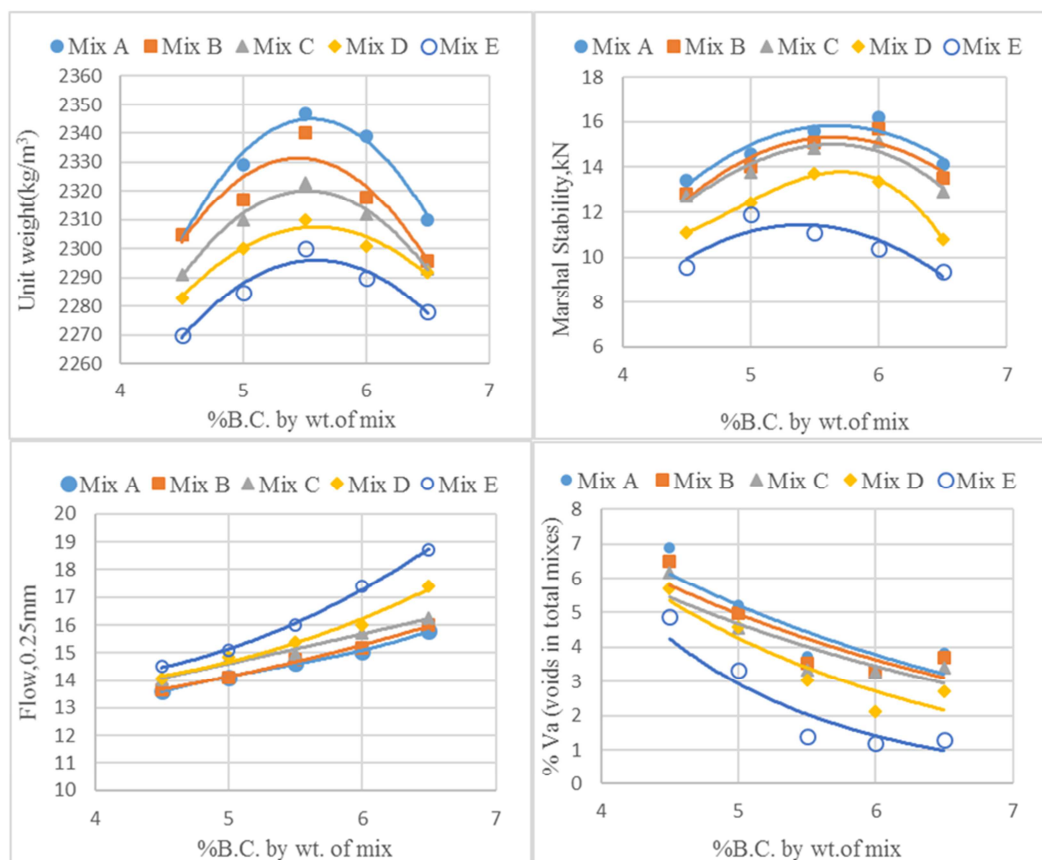 Mix A Mix B Mix C Mix D Mix E
2360
2350
2340
2330
2320
2310
2300
2290
2280
2270
2260
Unit weight(kg/m³)
4 5 6 7
%B.C. by wt.of mix
Mix A Mix B Mix C Mix D Mix E
18
16
14
12
10
8
6
Marshal Stability,kN
4 5 6 7
%B.C. by wt.of mix
Mix A Mix B Mix C Mix D Mix E
20
19
18
17
16
15
14
13
12
11
10
Flow,0.25mm
4 5 6 7
%B.C. by wt. of mix
Mix A Mix B Mix C Mix D Mix E
8
7
6
5
4
3
2
1
0
% Va (voids in total mixes)
4 5 6 7
%B.C. by wt. of mix